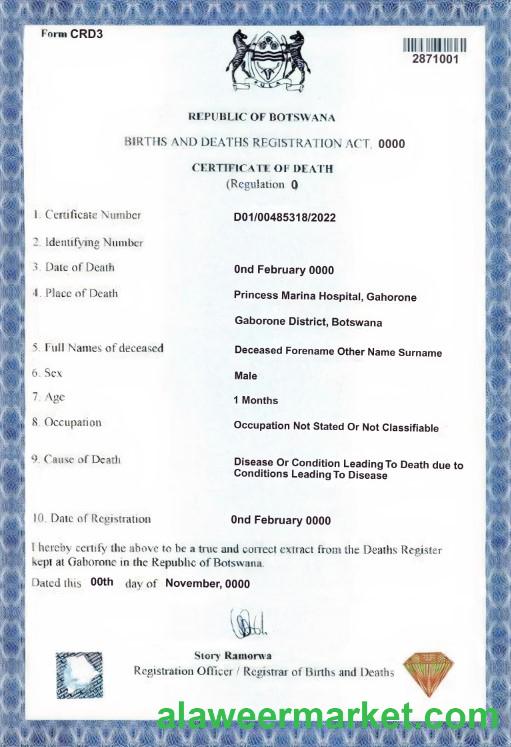 Form CRD3
2871001
PULA
REPUBLIC OF BOTSWANA
BIRTHS AND DEATHS REGISTRATION ACT, 0000
CERTIFICATE OF DEATH
(Regulation 0
1. Certificate Number D01/00485318/2022
2. Identifying Number
3. Date of Death 0nd February 0000
4. Place of Death Princess Marina Hospital, Gahorone
Gaborone District, Botswana
5. Full Names of deceased Deceased Forename Other Name Surname
6. Sex Male
7. Age 1 Months
8. Occupation Occupation Not Stated Or Not Classifiable
9. Cause of Death Disease Or Condition Leading To Death due to
Conditions Leading To Disease
10. Date of Registration 0nd February 0000
I hereby certify the above to be a true and correct extract from the Deaths Register
kept at Gaborone in the Republic of Botswana.
Dated this 00th day of November, 0000
Story Ramorwa
Registration Officer / Registrar of Births and Deaths
alaweermarket.com